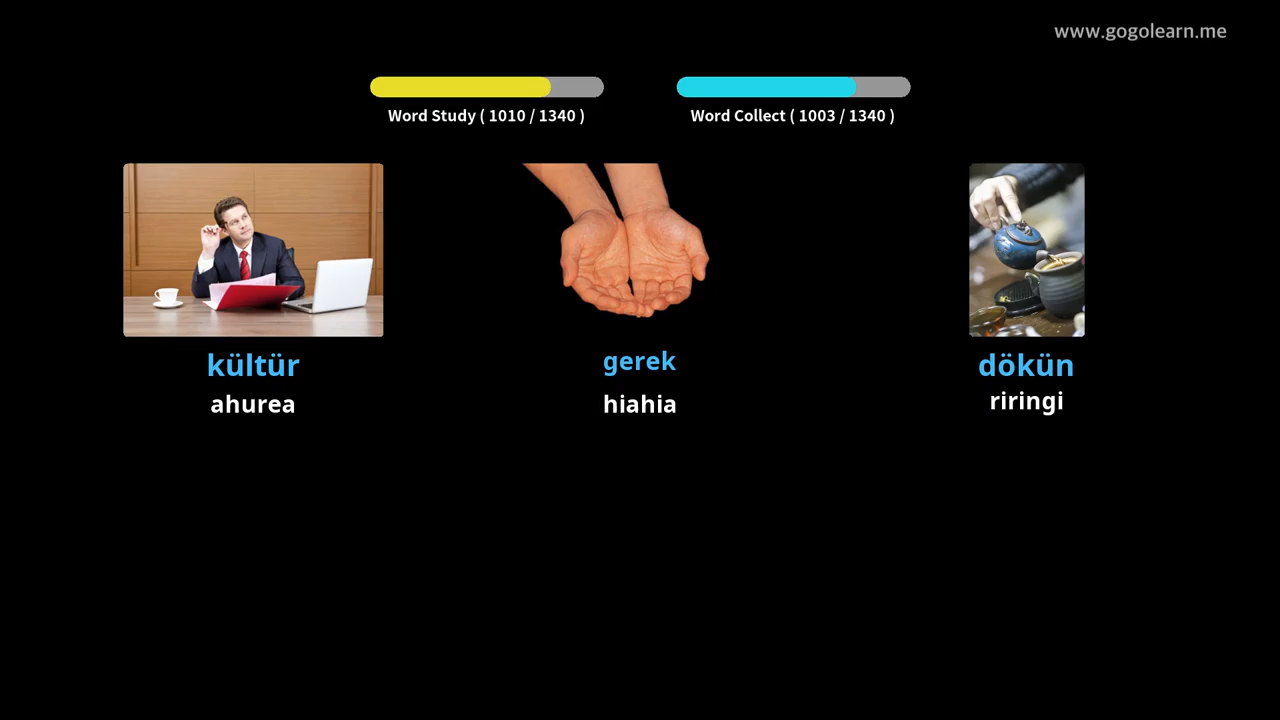 www.gogolearn.me
Word Study ( 1010 / 1340 )
Word Collect ( 1003 / 1340 )
kültür
ahurea
gerek
hiahia
dökün
riringi